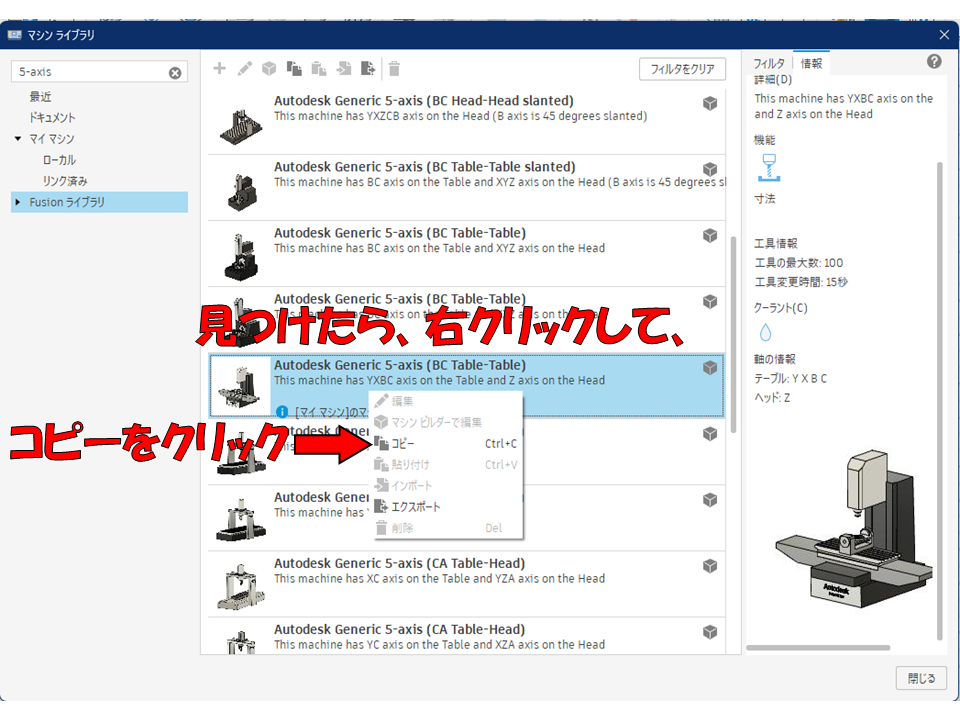 マシン ライブラリ
5-axis
最近
ドキュメント
マイ マシン
ローカル
リンク済み
Fusion ライブラリ
フィルタをクリア
Autodesk Generic 5-axis (BC Head-Head slanted)
This machine has YXZCB axis on the Head (B axis is 45 degrees slanted)
Autodesk Generic 5-axis (BC Table-Table slanted)
This machine has BC axis on the Table and XYZ axis on the Head (B axis is 45 degrees sl
Autodesk Generic 5-axis (BC Table-Table)
This machine has BC axis on the Table and XYZ axis on the Head
Autodesk Generic 5-axis (BC Table-Table)
見つけたら、右クリックして、
Autodesk Generic 5-axis (BC Table-Table)
This machine has YXBC axis on the Table and Z axis on the Head
[マイ マシン]のマ
コピーをクリック
編集
マシン ビルダーで編集
コピー Ctrl+C
貼り付け Ctrl+V
インポート
エクスポート
削除 Del
Autodesk Gener
This machine has
Autodesk Generic 5-axis (CA Table-Head)
This machine has XC axis on the Table and YZA axis on the Head
Autodesk Generic 5-axis (CA Table-Head)
This machine has YC axis on the Table and XZA axis on the Head
フィルタ
情報
詳細(D)
This machine has YXBC axis on the
and Z axis on the Head
機能
寸法
工具情報
工具の最大数: 100
工具変更時間: 15秒
クーラント(C)
軸の情報
テーブル: Y X B C
ヘッド: Z
Autodesk
閉じる